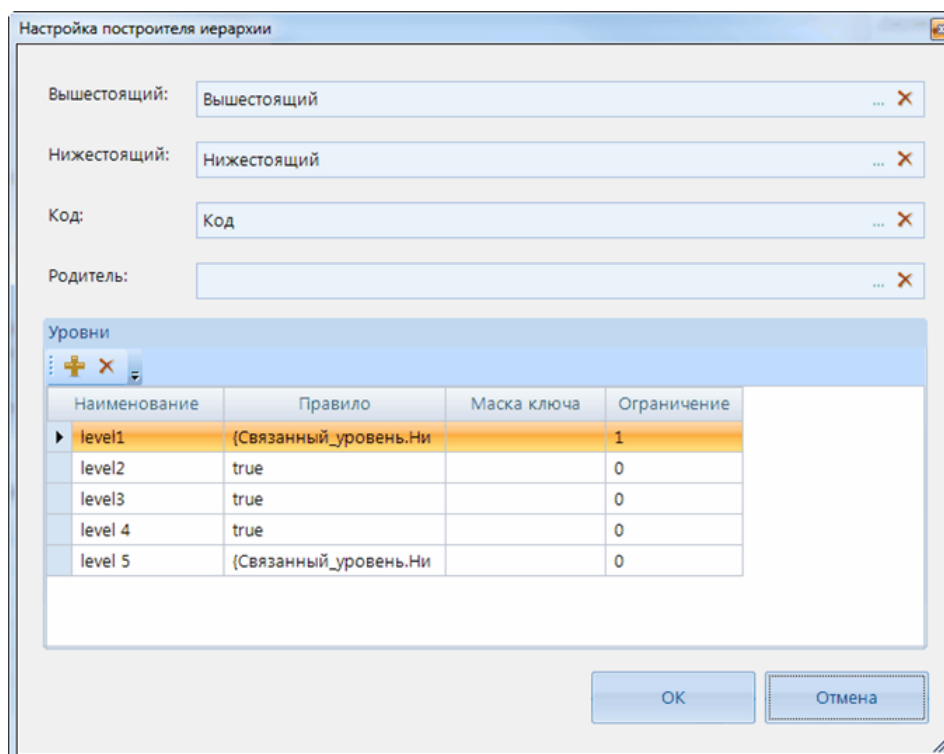 Настройка построителя иерархии
Вышестоящий: Вышестоящий ...
Нижестоящий: Нижестоящий ...
Код: Код ...
Родитель: ...
Уровни
Наименование Правило Маска ключа Ограничение
level1 {Связанный_уровень.Ни 1
level2 true 0
level3 true 0
level 4 true 0
level 5 {Связанный_уровень.Ни 0
OK Отмена